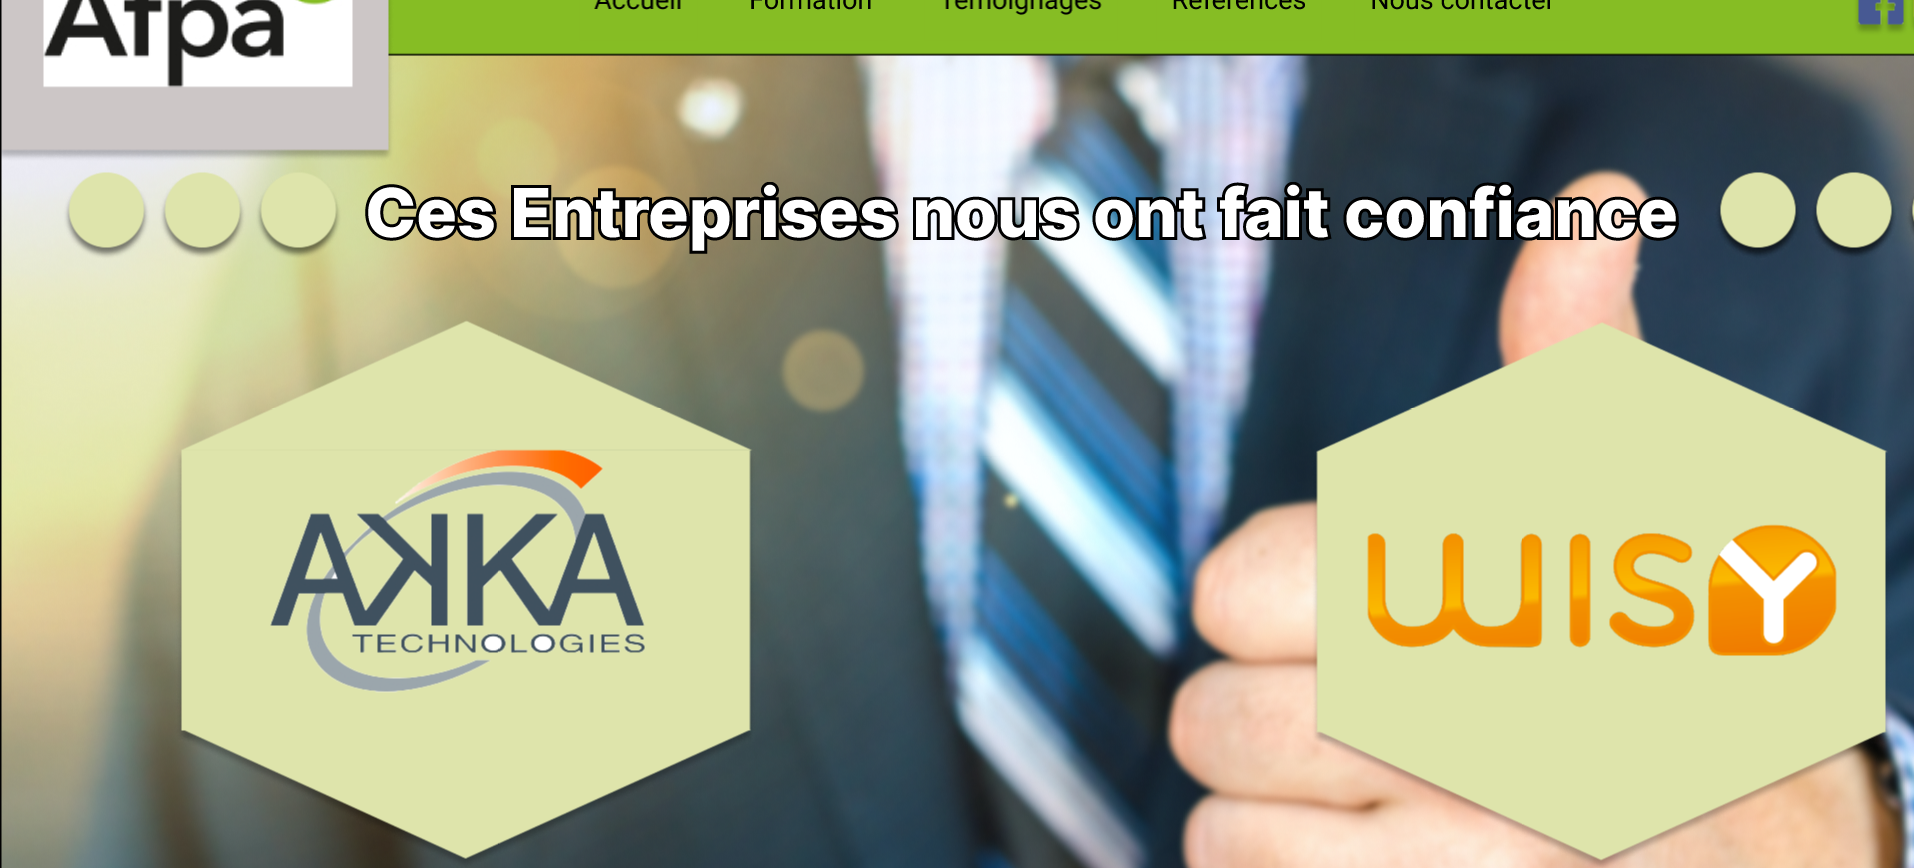 Afpa
Accueil Formation Témoignages Références Nous contacter
Ces Entreprises nous ont fait confiance
AKKA
TECHNOLOGIES
WISY